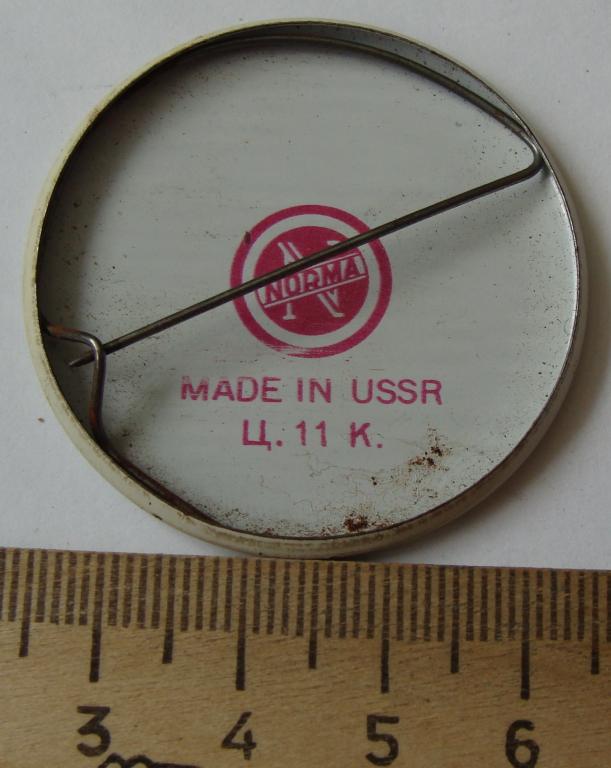 N
NORMA
MADE IN USSR
Ц. 11 К.
3 4 5 6